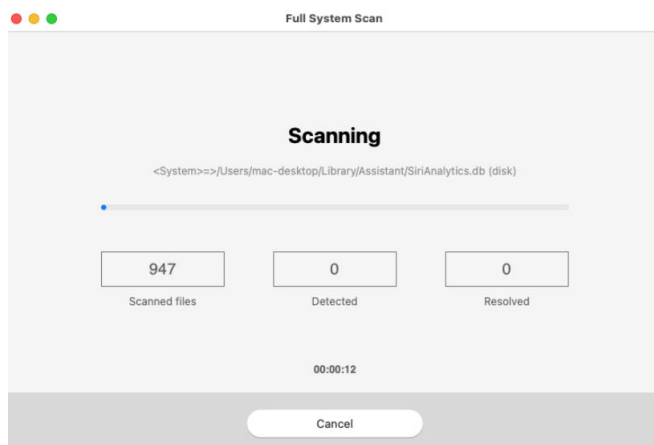 Full System Scan
Scanning
<System>=>/Users/mac-desktop/Library/Assistant/SiriAnalytics.db (disk)
947 0 0
Scanned files Detected Resolved
00:00:12
Cancel